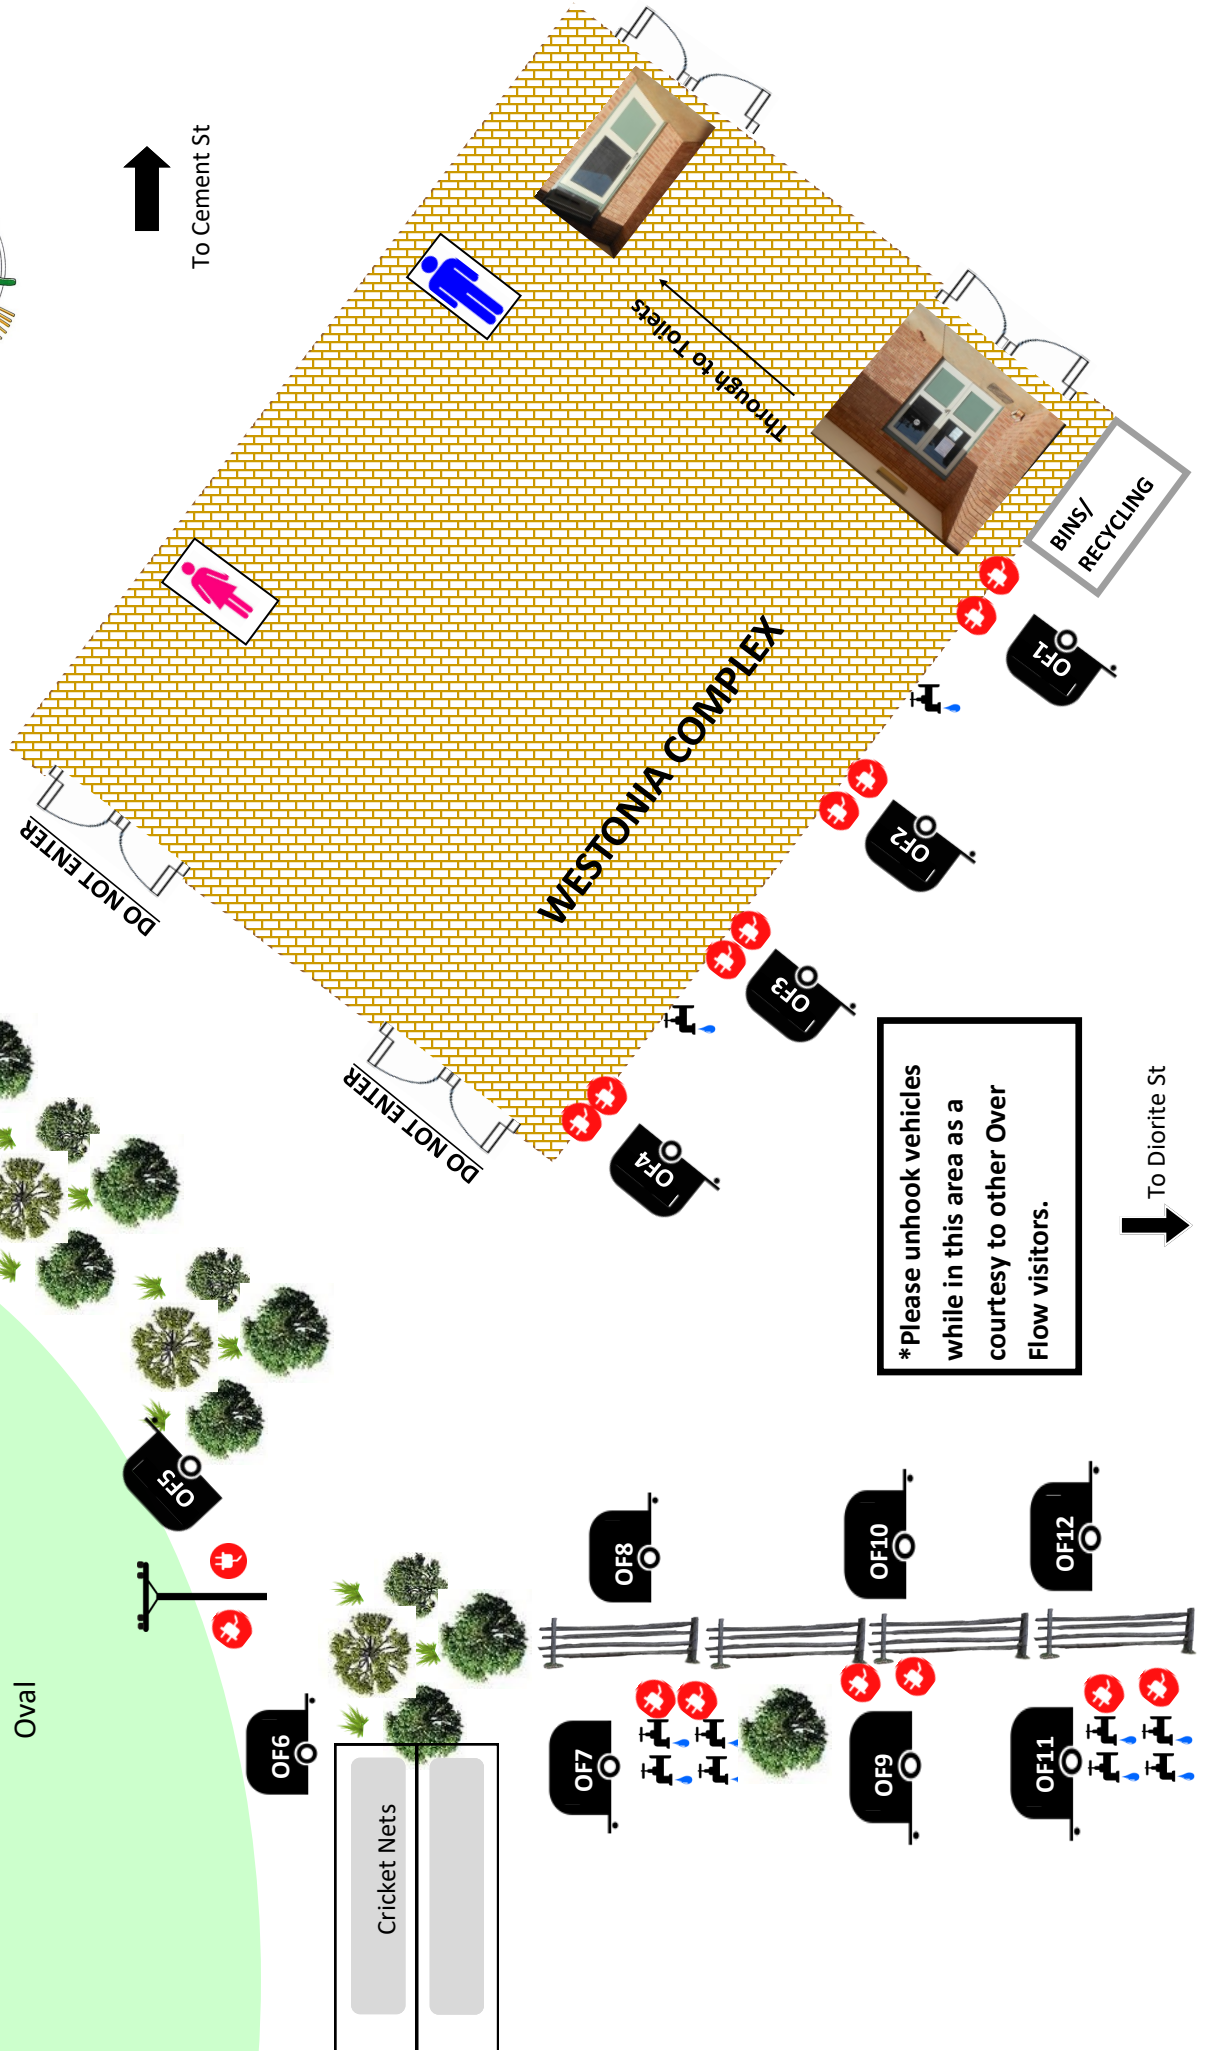 To Cement St
Through to Toilets
BINS/
RECYCLING
WESTONIA COMPLEX
DO NOT ENTER
DO NOT ENTER
OF1
OF2
OF3
OF4
*Please unhook vehicles
while in this area as a
courtesy to other Over
Flow visitors.
To Diorite St
OF5
Oval
OF6
Cricket Nets
OF8
OF10
OF12
OF7
OF9
OF11